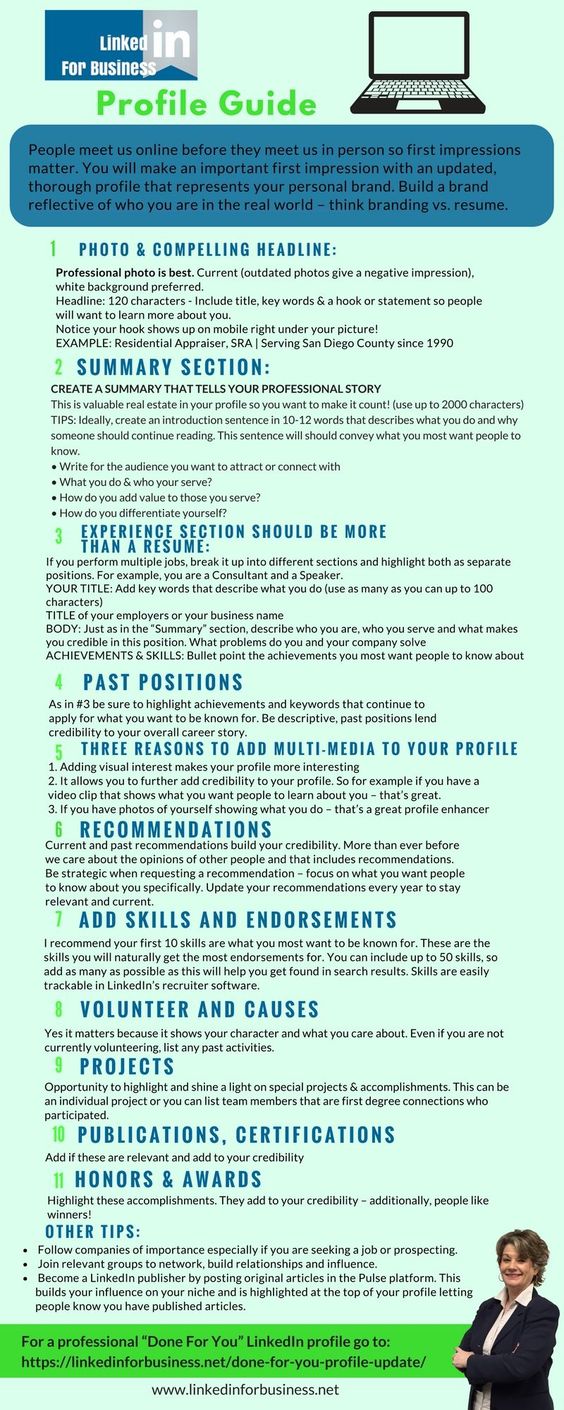 Linked in
For Business
Profile Guide
People meet us online before they meet us in person so first impressions
matter. You will make an important first impression with an updated,
thorough profile that represents your personal brand. Build a brand
reflective of who you are in the real world – think branding vs. resume.
1 PHOTO & COMPELLING HEADLINE:
Professional photo is best. Current (outdated photos give a negative impression),
white background preferred.
Headline: 120 characters - Include title, key words & a hook or statement so people
will want to learn more about you.
Notice your hook shows up on mobile right under your picture!
EXAMPLE: Residential Appraiser, SRA | Serving San Diego County since 1990
2 SUMMARY SECTION:
CREATE A SUMMARY THAT TELLS YOUR PROFESSIONAL STORY
This is valuable real estate in your profile so you want to make it count! (use up to 2000 characters)
TIPS: Ideally, create an introduction sentence in 10-12 words that describes what you do and why
someone should continue reading. This sentence will should convey what you most want people to
know.
• Write for the audience you want to attract or connect with
• What you do & who your serve?
• How do you add value to those you serve?
• How do you differentiate yourself?
3 EXPERIENCE SECTION SHOULD BE MORE
THAN A RESUME:
If you perform multiple jobs, break it up into different sections and highlight both as separate
positions. For example, you are a Consultant and a Speaker.
YOUR TITLE: Add key words that describe what you do (use as many as you can up to 100
characters)
TITLE of your employers or your business name
BODY: Just as in the “Summary” section, describe who you are, who you serve and what makes
you credible in this position. What problems do you and your company solve
ACHIEVEMENTS & SKILLS: Bullet point the achievements you most want people to know about
4 PAST POSITIONS
As in #3 be sure to highlight achievements and keywords that continue to
apply for what you want to be known for. Be descriptive, past positions lend
credibility to your overall career story.
5 THREE REASONS TO ADD MULTI-MEDIA TO YOUR PROFILE
1. Adding visual interest makes your profile more interesting
2. It allows you to further add credibility to your profile. So for example if you have a
video clip that shows what you want people to learn about you – that’s great.
3. If you have photos of yourself showing what you do – that’s a great profile enhancer
6 RECOMMENDATIONS
Current and past recommendations build your credibility. More than ever before
we care about the opinions of other people and that includes recommendations.
Be strategic when requesting a recommendation – focus on what you want people
to know about you specifically. Update your recommendations every year to stay
relevant and current.
7 ADD SKILLS AND ENDORSEMENTS
I recommend your first 10 skills are what you most want to be known for. These are the
skills you will naturally get the most endorsements for. You can include up to 50 skills, so
add as many as possible as this will help you get found in search results. Skills are easily
trackable in LinkedIn’s recruiter software.
8 VOLUNTEER AND CAUSES
Yes it matters because it shows your character and what you care about. Even if you are not
currently volunteering, list any past activities.
9 PROJECTS
Opportunity to highlight and shine a light on special projects & accomplishments. This can be
an individual project or you can list team members that are first degree connections who
participated.
10 PUBLICATIONS, CERTIFICATIONS
Add if these are relevant and add to your credibility
11 HONORS & AWARDS
Highlight these accomplishments. They add to your credibility – additionally, people like
winners!
OTHER TIPS:
• Follow companies of importance especially if you are seeking a job or prospecting.
• Join relevant groups to network, build relationships and influence.
• Become a LinkedIn publisher by posting original articles in the Pulse platform. This
builds your influence on your niche and is highlighted at the top of your profile letting
people know you have published articles.
For a professional “Done For You” LinkedIn profile go to:
https://linkedinforbusiness.net/done-for-you-profile-update/
www.linkedinforbusiness.net